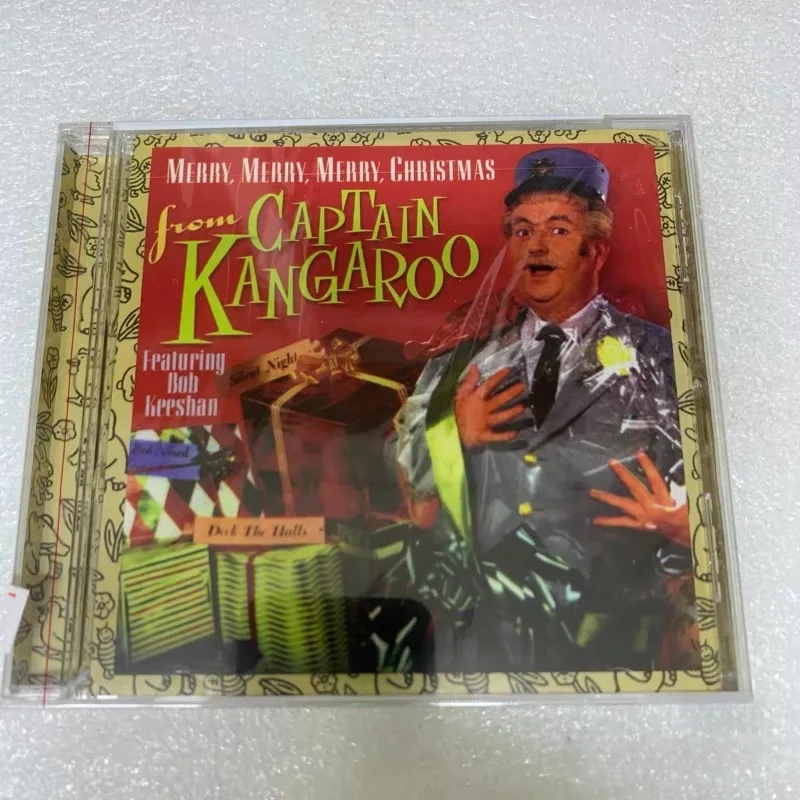 MERRY, MERRY, MERRY, CHRISTMAS
from CAPTAIN
KANGAROO
Featuring
Bob
Keeshan
Silent Night
Deck The Halls